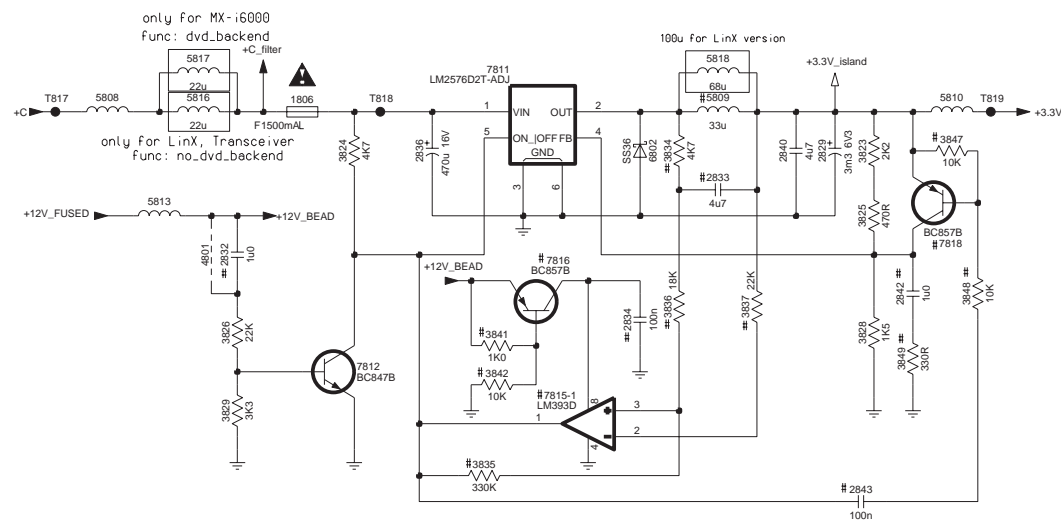 only for MX-i6000
func: dvd_backend
+C_filter
5817
22u
5816
22u
+C
T817
5808
1806
F1500mAL
T818
only for LinX, Transceiver
func: no_dvd_backend
7811
LM2576D2T-ADJ
1
VIN
OUT
2
5
ON_|OFF
FB
4
GND
3
6
100u for LinX version
5818
68u
#5809
33u
+3.3V_island
5810
T819
+3.3V
3824
4K7
2836
470u 16V
SS36
6802
#3834
4K7
#2833
4u7
2840
4u7
2829
3m3 6V3
3823
2K2
3825
470R
#3847
10K
BC857B
#7818
+12V_FUSED
5813
+12V_BEAD
4801
#2832
1u0
3826
22K
3829
3K3
7812
BC847B
+12V_BEAD
#7816
BC857B
#3841
1K0
#3842
10K
#2834
100n
#3836
18K
#3837
22K
3828
1K5
#2842
1u0
#3849
330R
#3848
10K
#7815-1
LM393D
1
8
3
2
4
#3835
330K
#2843
100n